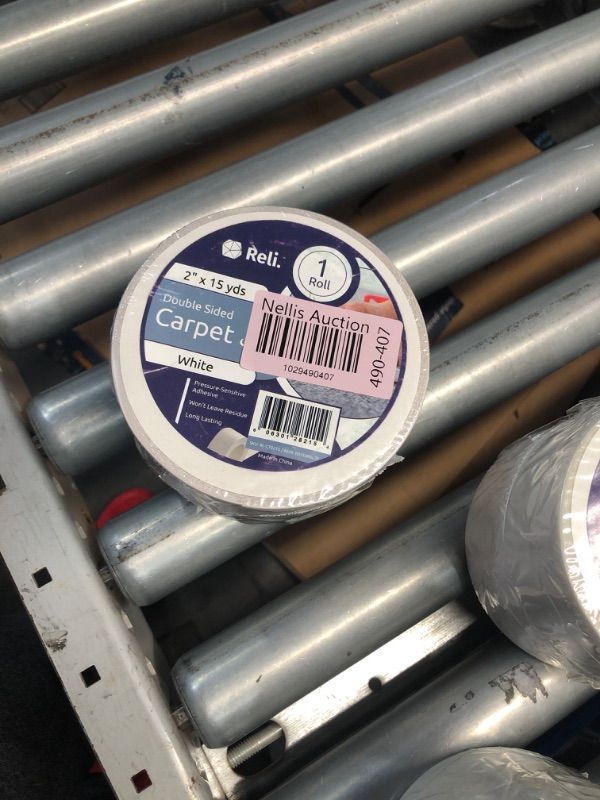 Reli.
1
Roll
2" x 15 yds
Double Sided
Carpet
White
Nellis Auction
1029490407
490-407
Pressure-Sensitive
Adhesive
Won't Leave Residue
Long Lasting
Made in China